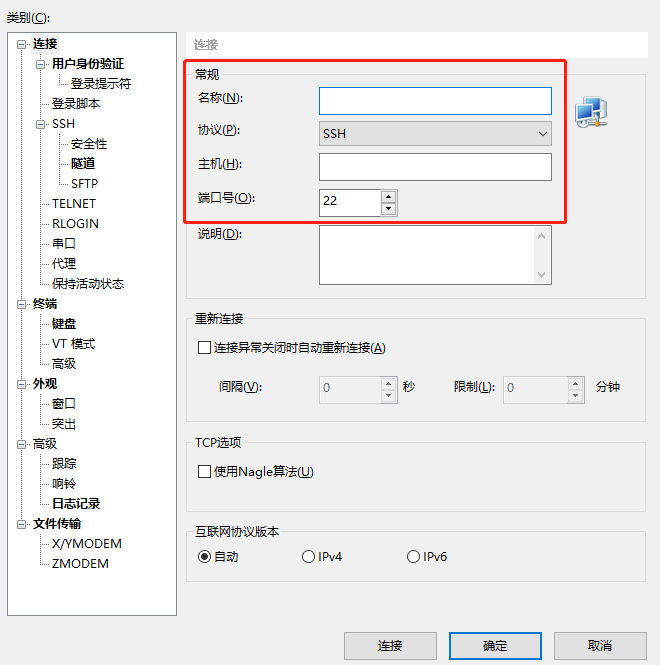 类别(C):
连接
用户身份验证
登录提示符
登录脚本
SSH
安全性
隧道
SFTP
TELNET
RLOGIN
串口
代理
保持活动状态
终端
键盘
VT 模式
高级
外观
窗口
突出
高级
跟踪
响铃
日志记录
文件传输
X/YMODEM
ZMODEM
连接
常规
名称(N):
协议(P): SSH
主机(H):
端口号(O): 22
说明(D):
重新连接
连接异常关闭时自动重新连接(A)
间隔(V): 0 秒 限制(L): 0 分钟
TCP选项
使用Nagle算法(U)
互联网协议版本
自动 IPv4 IPv6
连接 确定 取消